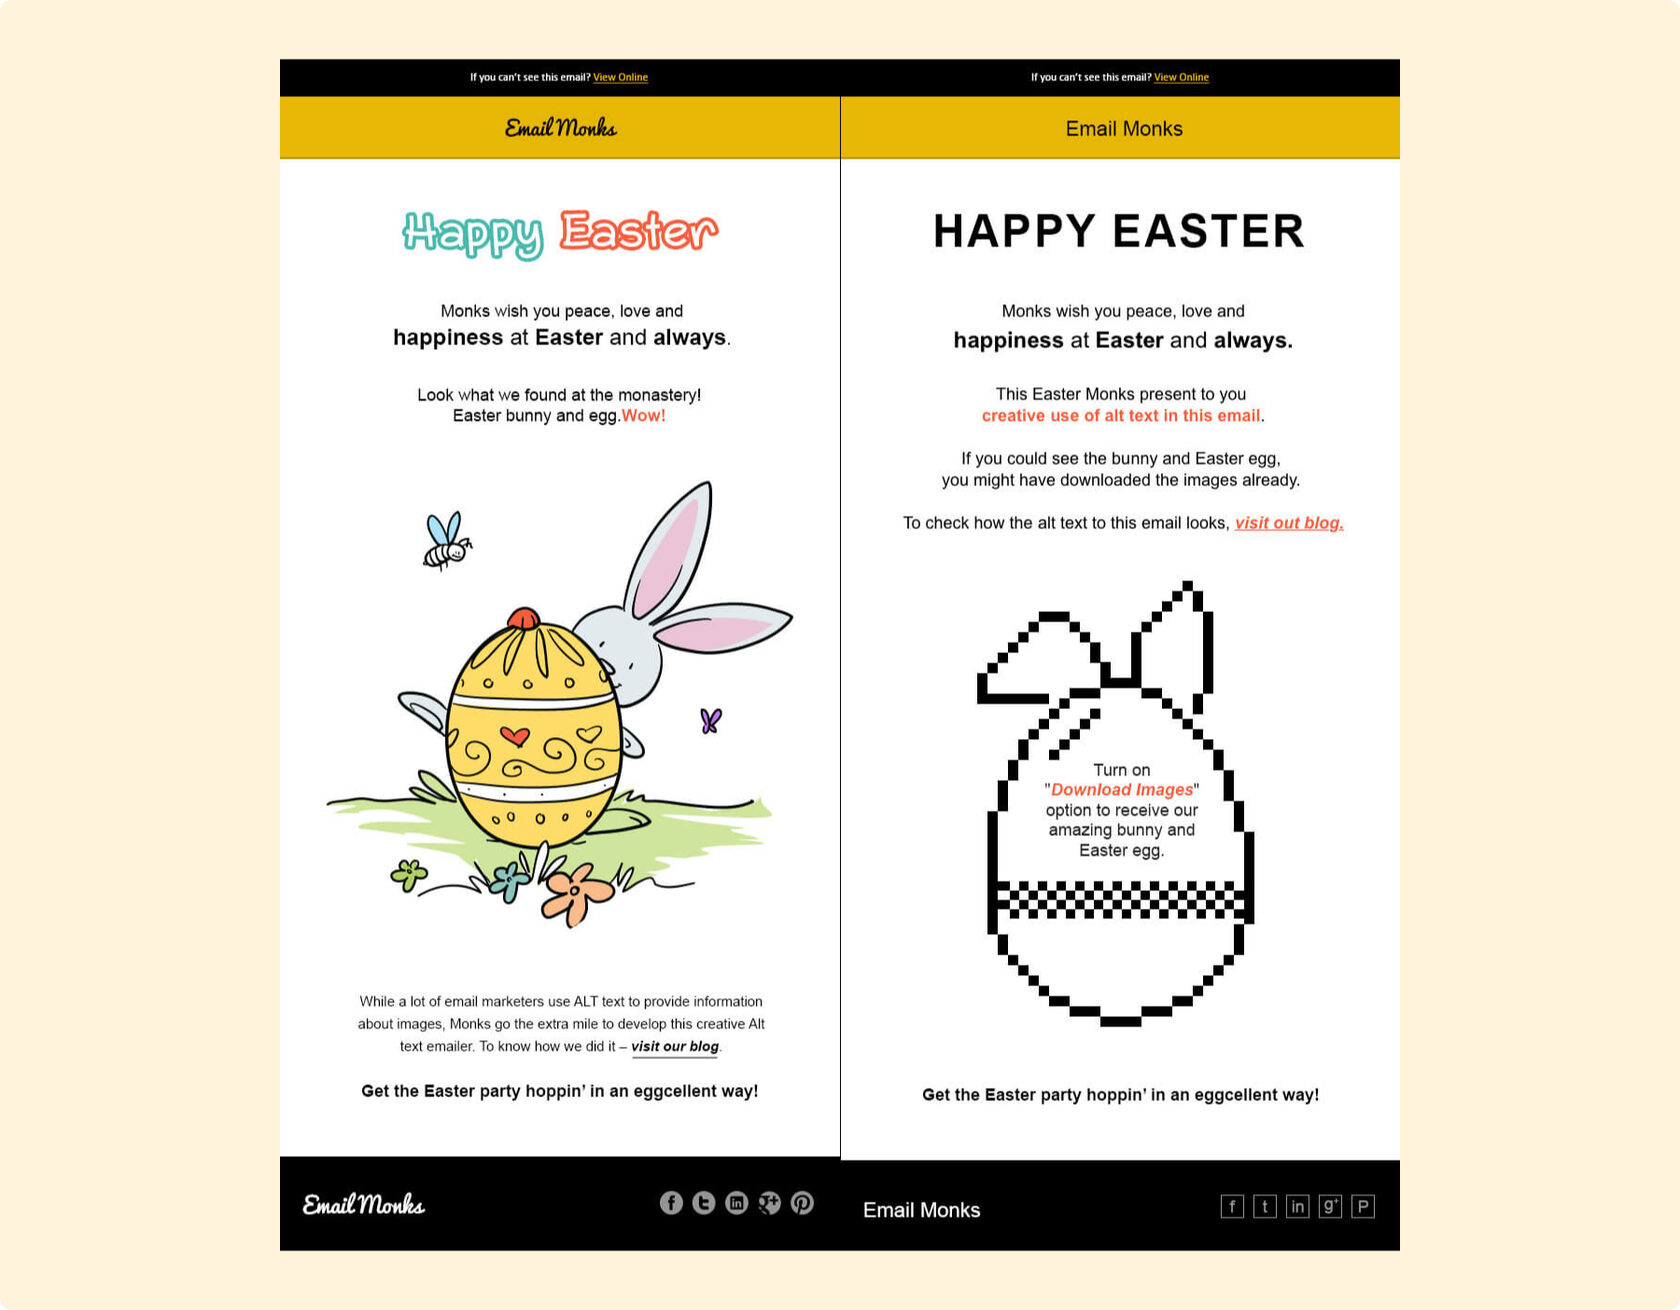 If you can't see this email? View Online
Email Monks
Happy Easter
Monks wish you peace, love and
happiness at Easter and always.
Look what we found at the monastery!
Easter bunny and egg.Wow!
While a lot of email marketers use ALT text to provide information
about images, Monks go the extra mile to develop this creative Alt
text emailer. To know how we did it – visit our blog.
Get the Easter party hoppin' in an eggcellent way!
Email Monks
f t in g+ P
If you can't see this email? View Online
Email Monks
HAPPY EASTER
Monks wish you peace, love and
happiness at Easter and always.
This Easter Monks present to you
creative use of alt text in this email.
If you could see the bunny and Easter egg,
you might have downloaded the images already.
To check how the alt text to this email looks, visit out blog.
Turn on
"Download Images"
option to receive our
amazing bunny and
Easter egg.
Get the Easter party hoppin' in an eggcellent way!
Email Monks
f t in g+ P